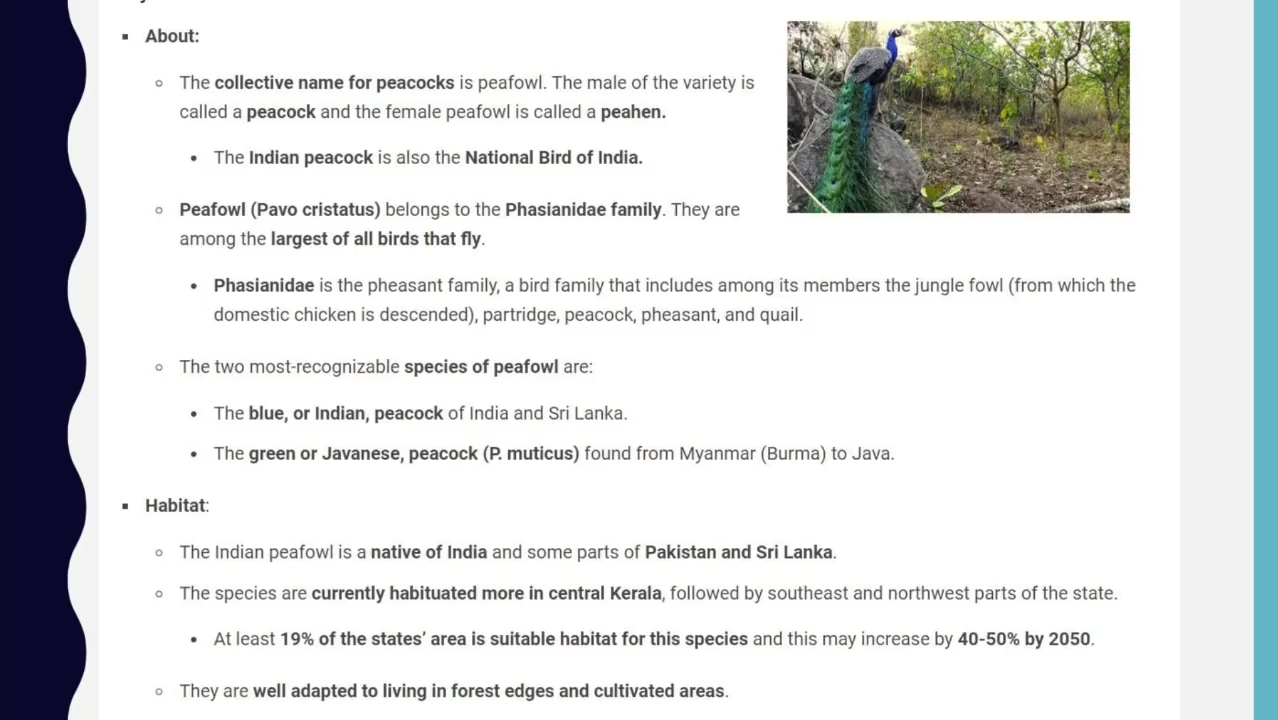 About:
The collective name for peacocks is peafowl. The male of the variety is
called a peacock and the female peafowl is called a peahen.
The Indian peacock is also the National Bird of India.
Peafowl (Pavo cristatus) belongs to the Phasianidae family. They are
among the largest of all birds that fly.
Phasianidae is the pheasant family, a bird family that includes among its members the jungle fowl (from which the
domestic chicken is descended), partridge, peacock, pheasant, and quail.
The two most-recognizable species of peafowl are:
The blue, or Indian, peacock of India and Sri Lanka.
The green or Javanese, peacock (P. muticus) found from Myanmar (Burma) to Java.
Habitat:
The Indian peafowl is a native of India and some parts of Pakistan and Sri Lanka.
The species are currently habituated more in central Kerala, followed by southeast and northwest parts of the state.
At least 19% of the states’ area is suitable habitat for this species and this may increase by 40-50% by 2050.
They are well adapted to living in forest edges and cultivated areas.